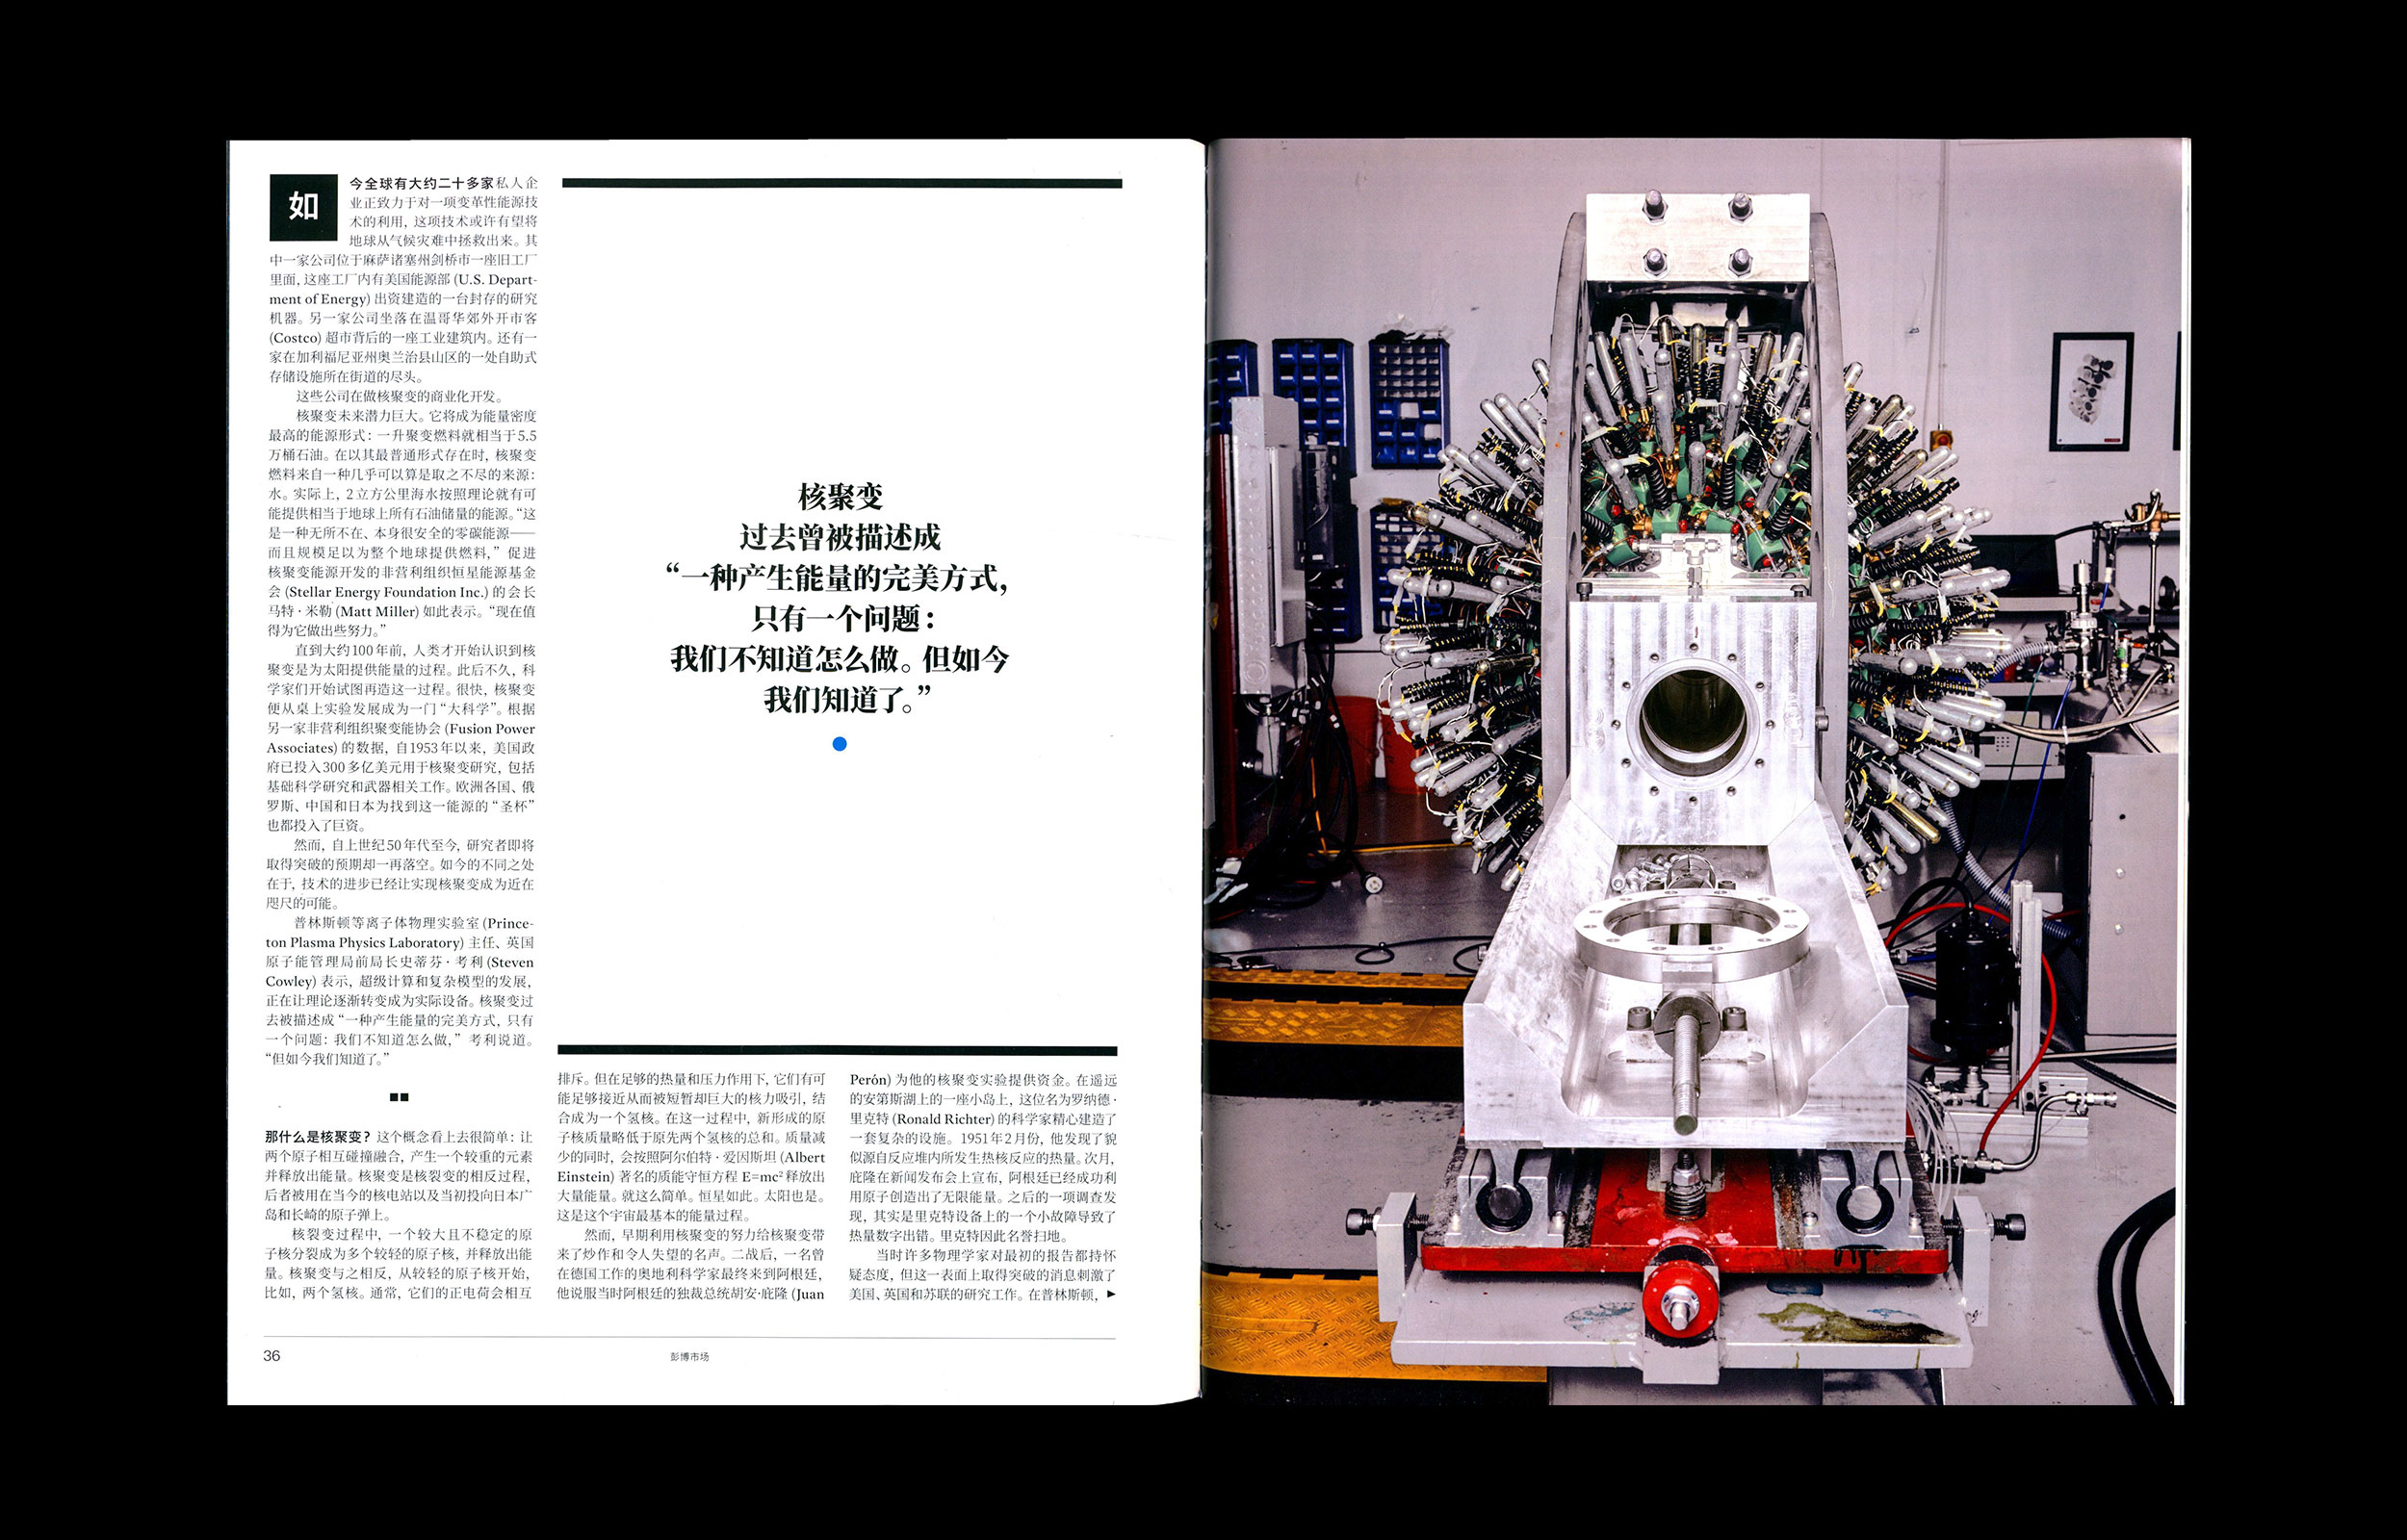 如
今全球有大约二十多家私人企
业正致力于对一项变革性能源技
术的利用, 这项技术或许有望将
地球从气候灾难中拯救出来。其
中一家公司位于麻萨诸塞州剑桥市一座旧工厂
里面, 这座工厂内有美国能源部 (U.S. Depart-
ment of Energy) 出资建造的一台封存的研究
机器。另一家公司坐落在温哥华郊外开市客
(Costco) 超市背后的一座工业建筑内。还有一
家在加利福尼亚州奥兰治县山区的一处自助式
存储设施所在街道的尽头。
这些公司在做核聚变的商业化开发。
核聚变未来潜力巨大。它将成为能量密度
最高的能源形式: 一升聚变燃料就相当于5.5
万桶石油。在以其最普通形式存在时, 核聚变
燃料来自一种几乎可以算是取之不尽的来源:
水。实际上, 2立方公里海水按照理论就有可
能提供相当于地球上所有石油储量的能源。“这
是一种无所不在、本身很安全的零碳能源——
而且规模足以为整个地球提供燃料,” 促进
核聚变能源开发的非营利组织恒星能源基金
会 (Stellar Energy Foundation Inc.) 的会长
马特·米勒 (Matt Miller) 如此表示。“现在值
得为它做出些努力。”
直到大约100年前, 人类才开始认识到核
聚变是为太阳提供能量的过程。此后不久, 科
学家们开始试图再造这一过程。很快, 核聚变
便从桌上实验发展成为一门 “大科学”。根据
另一家非营利组织聚变能协会 (Fusion Power
Associates) 的数据, 自1953年以来, 美国政
府已投入300多亿美元用于核聚变研究, 包括
基础科学研究和武器相关工作。欧洲各国、俄
罗斯、中国和日本为找到这一能源的 “圣杯”
也都投入了巨资。
然而, 自上世纪50年代至今, 研究者即将
取得突破的预期却一再落空。如今的不同之处
在于, 技术的进步已经让实现核聚变成为近在
咫尺的可能。
普林斯顿等离子体物理实验室 (Prince-
ton Plasma Physics Laboratory) 主任、英国
原子能管理局前局长史蒂芬·考利 (Steven
Cowley) 表示, 超级计算和复杂模型的发展,
正在让理论逐渐转变成为实际设备。核聚变过
去被描述成 “一种产生能量的完美方式, 只有
一个问题: 我们不知道怎么做,” 考利说道。
“但如今我们知道了。”
那什么是核聚变? 这个概念看上去很简单: 让
两个原子相互碰撞融合, 产生一个较重的元素
并释放出能量。核聚变是核裂变的相反过程,
后者被用在当今的核电站以及当初投向日本广
岛和长崎的原子弹上。
核裂变过程中, 一个较大且不稳定的原
子核分裂成为多个较轻的原子核, 并释放出能
量。核聚变与之相反, 从较轻的原子核开始,
比如, 两个氢核。通常, 它们的正电荷会相互
核聚变
过去曾被描述成
“一种产生能量的完美方式,
只有一个问题:
我们不知道怎么做。但如今
我们知道了。”
排斥。但在足够的热量和压力作用下, 它们有可
能足够接近从而被短暂却巨大的核力吸引, 结
合成为一个氦核。在这一过程中, 新形成的原
子核质量略低于原先两个氢核的总和。质量减
少的同时, 会按照阿尔伯特·爱因斯坦 (Albert
Einstein) 著名的质能守恒方程 E=mc² 释放出
大量能量。就这么简单。恒星如此。太阳也是。
这是这个宇宙最基本的能量过程。
然而, 早期利用核聚变的努力给核聚变带
来了炒作和令人失望的名声。二战后, 一名曾
在德国工作的奥地利科学家最终来到阿根廷,
他说服当时阿根廷的独裁总统胡安·庇隆 (Juan
Perón) 为他的核聚变实验提供资金。在遥远
的安第斯湖上的一座小岛上, 这位名为罗纳德·
里克特 (Ronald Richter) 的科学家精心建造了
一套复杂的设施。1951年2月份, 他发现了貌
似源自反应堆内所发生热核反应的热量。次月,
庇隆在新闻发布会上宣布, 阿根廷已经成功利
用原子创造出了无限能量。之后的一项调查发
现, 其实是里克特设备上的一个小故障导致了
热量数字出错。里克特因此名誉扫地。
当时许多物理学家对最初的报告都持怀
疑态度, 但这一表面上取得突破的消息刺激了
美国、英国和苏联的研究工作。在普林斯顿, ▶
36
彭博市场